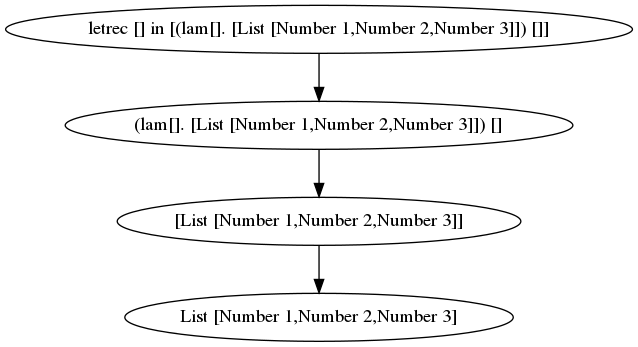 letrec [] in [(lam[]. [List [Number 1,Number 2,Number 3]]) []]
(lam[]. [List [Number 1,Number 2,Number 3]]) []
[List [Number 1,Number 2,Number 3]]
List [Number 1,Number 2,Number 3]